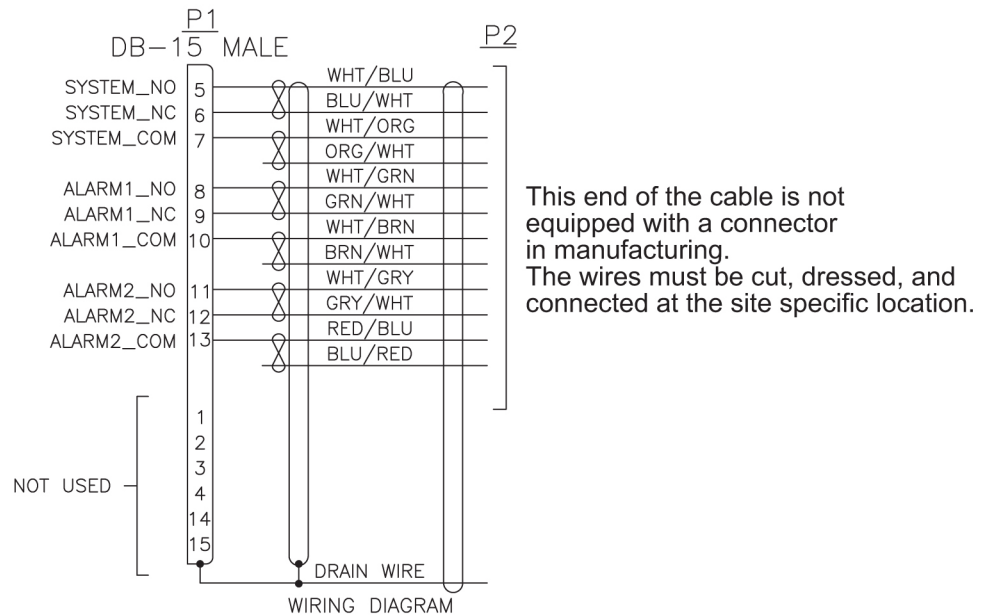 P1
DB-15 MALE
P2
SYSTEM_NO 5 WHT/BLU
SYSTEM_NC 6 BLU/WHT
SYSTEM_COM 7 WHT/ORG
ORG/WHT
ALARM1_NO 8 WHT/GRN
ALARM1_NC 9 GRN/WHT
ALARM1_COM 10 WHT/BRN
BRN/WHT
ALARM2_NO 11 WHT/GRY
ALARM2_NC 12 GRY/WHT
ALARM2_COM 13 RED/BLU
BLU/RED
This end of the cable is not
equipped with a connector
in manufacturing.
The wires must be cut, dressed, and
connected at the site specific location.
NOT USED
1
2
3
4
14
15
DRAIN WIRE
WIRING DIAGRAM